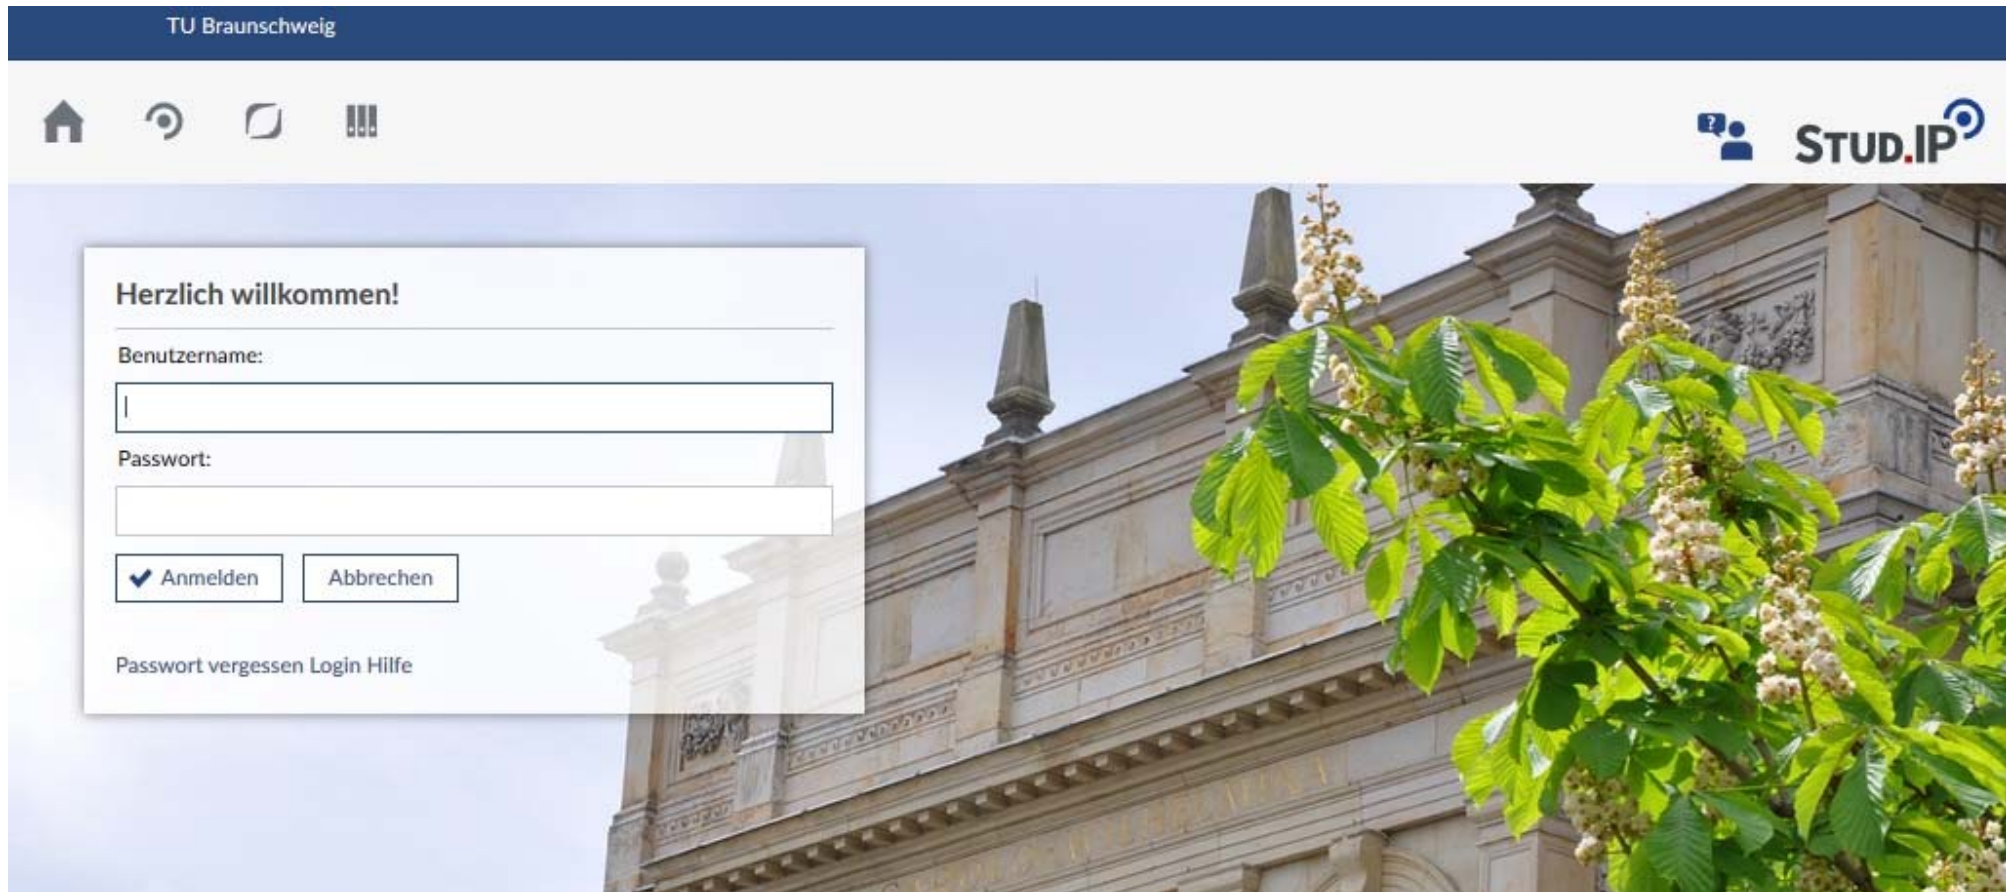 TU Braunschweig
?
STUD.IP
Herzlich willkommen!
Benutzername:
Passwort:
Anmelden
Abbrechen
Passwort vergessen Login Hilfe